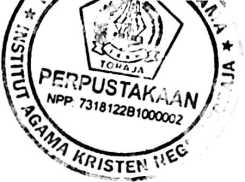 TORAJA
PERPUSTAKAAN
NPP: 7318122B1000002
* INSTITUT AGAMA KRISTEN NEG